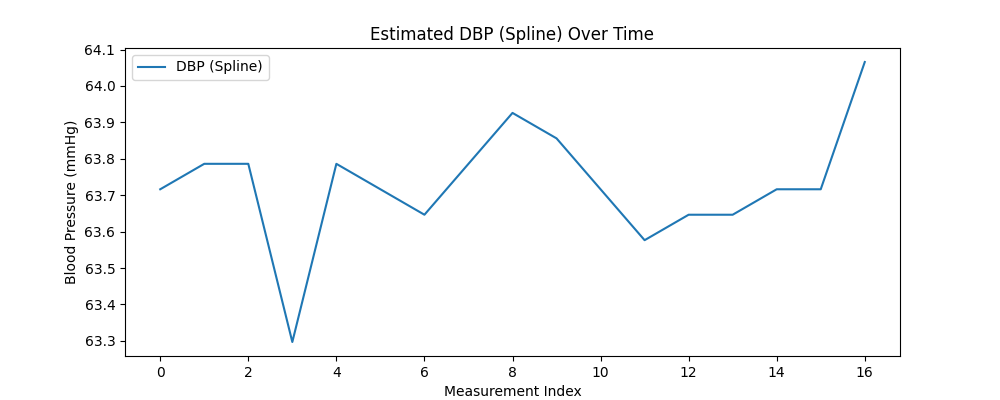 Estimated DBP (Spline) Over Time
DBP (Spline)
Blood Pressure (mmHg)
64.1
64.0
63.9
63.8
63.7
63.6
63.5
63.4
63.3
0 2 4 6 8 10 12 14 16
Measurement Index